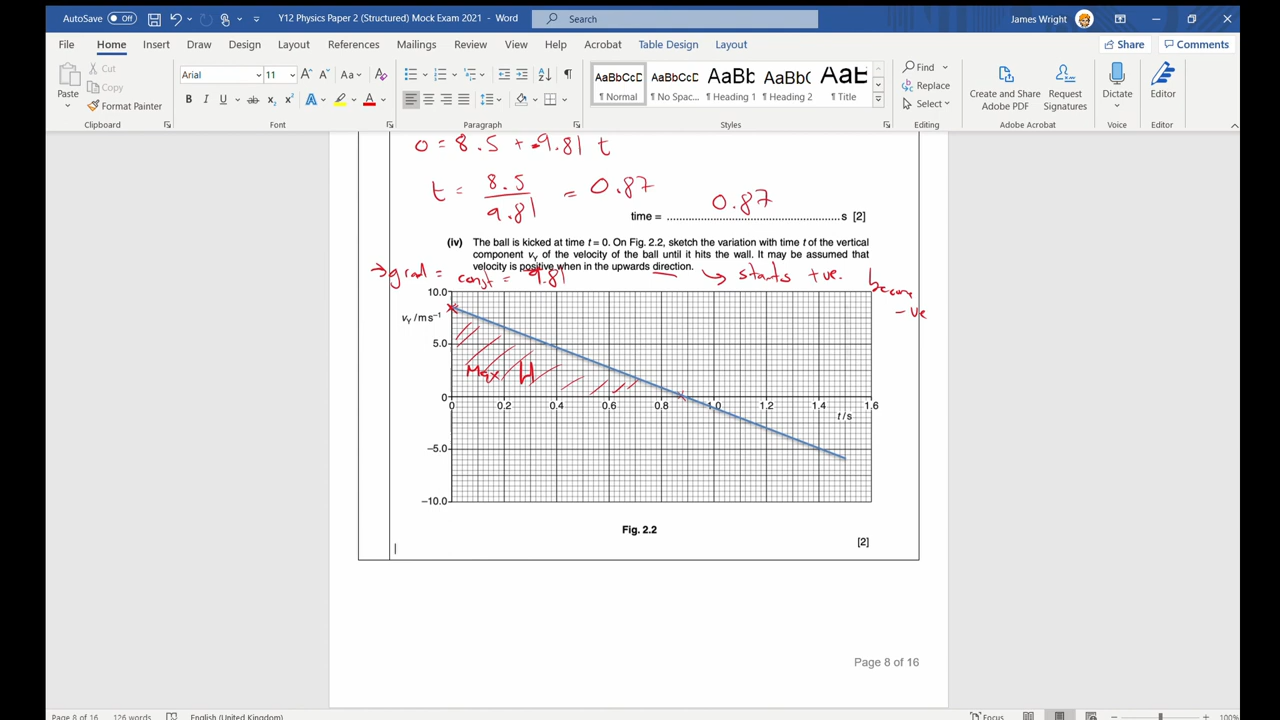 AutoSave Off Y12 Physics Paper 2 (Structured) Mock Exam 2021 - Word Search James Wright
File Home Insert Draw Design Layout References Mailings Review View Help Acrobat Table Design Layout Share Comments
Paste Cut Copy Format Painter
Arial 11 A A Aa A
B I U ab x₂ x² A A
AaBbCcD ¶ Normal
AaBbCcD ¶ No Spac...
AaBb ¶ Heading 1
AaBb( ¶ Heading 2
AaB ¶ Title
Find Replace Select
Create and Share Adobe PDF
Request Signatures
Dictate
Editor
Clipboard Font Paragraph Styles Editing Adobe Acrobat Voice Editor
0 = 8.5 + -9.81 t
t = 8.5 / 9.81 = 0.87
0.87
time = ........................................ s [2]
(iv) The ball is kicked at time t = 0. On Fig. 2.2, sketch the variation with time t of the vertical
component vY of the velocity of the ball until it hits the wall. It may be assumed that
velocity is positive when in the upwards direction.
→ grad = const = -9.81 ↳ starts +ve. become
-ve
10.0
vY / m s⁻¹
5.0
Max H
0
0 0.2 0.4 0.6 0.8 1.0 1.2 1.4 1.6
t / s
−5.0
−10.0
Fig. 2.2
[2]
Page 8 of 16
Page 8 of 16 126 words English (United Kingdom) Focus 100%